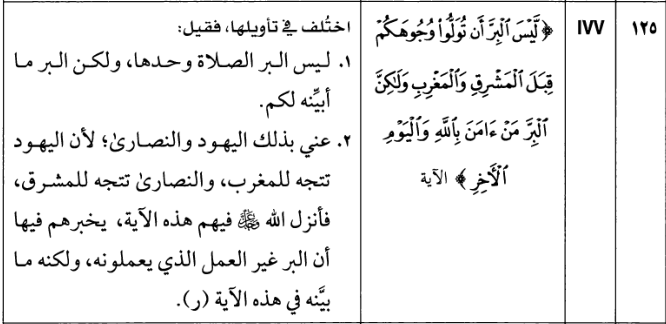 ١٢٥
١٧٧
﴿لَّيْسَ ٱلْبِرَّ أَن تُوَلُّوا۟ وُجُوهَكُمْ
قِبَلَ ٱلْمَشْرِقِ وَٱلْمَغْرِبِ وَلَٰكِنَّ
ٱلْبِرَّ مَنْ ءَامَنَ بِٱللَّهِ وَٱلْيَوْمِ
ٱلْـَٔاخِرِ﴾ الآية
اختُلف في تأويلها، فقيل:
١. ليس البر الصلاة وحدها، ولكن البر ما
أبيِّنه لكم.
٢. عني بذلك اليهود والنصارىٰ؛ لأن اليهود
تتجه للمغرب، والنصارىٰ تتجه للمشرق،
فأنزل الله ﷻ فيهم هذه الآية، يخبرهم فيها
أن البر غير العمل الذي يعملونه، ولكنه ما
بيَّنه في هذه الآية (ر).